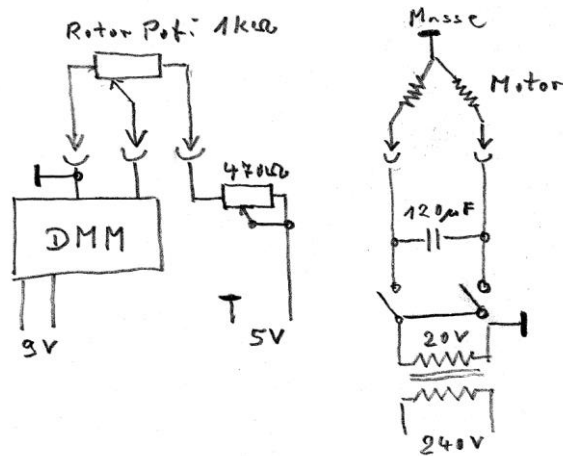 Rotor Poti 1kΩ
470Ω
DMM
9V
5V
Masse
Motor
120µF
20V
240V